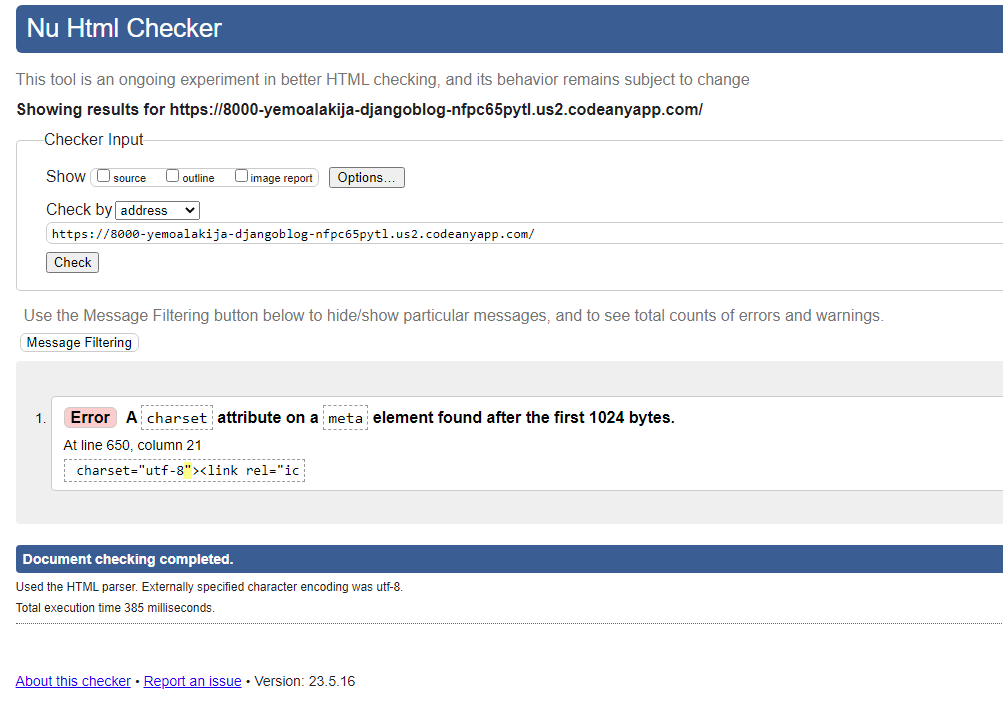 Nu Html Checker
This tool is an ongoing experiment in better HTML checking, and its behavior remains subject to change
Showing results for https://8000-yemoalakija-djangoblog-nfpc65pytl.us2.codeanyapp.com/
Checker Input
Show source outline image report Options...
Check by address
https://8000-yemoalakija-djangoblog-nfpc65pytl.us2.codeanyapp.com/
Check
Use the Message Filtering button below to hide/show particular messages, and to see total counts of errors and warnings.
Message Filtering
1. Error A charset attribute on a meta element found after the first 1024 bytes.
At line 650, column 21
charset="utf-8"><link rel="ic
Document checking completed.
Used the HTML parser. Externally specified character encoding was utf-8.
Total execution time 385 milliseconds.
About this checker • Report an issue • Version: 23.5.16